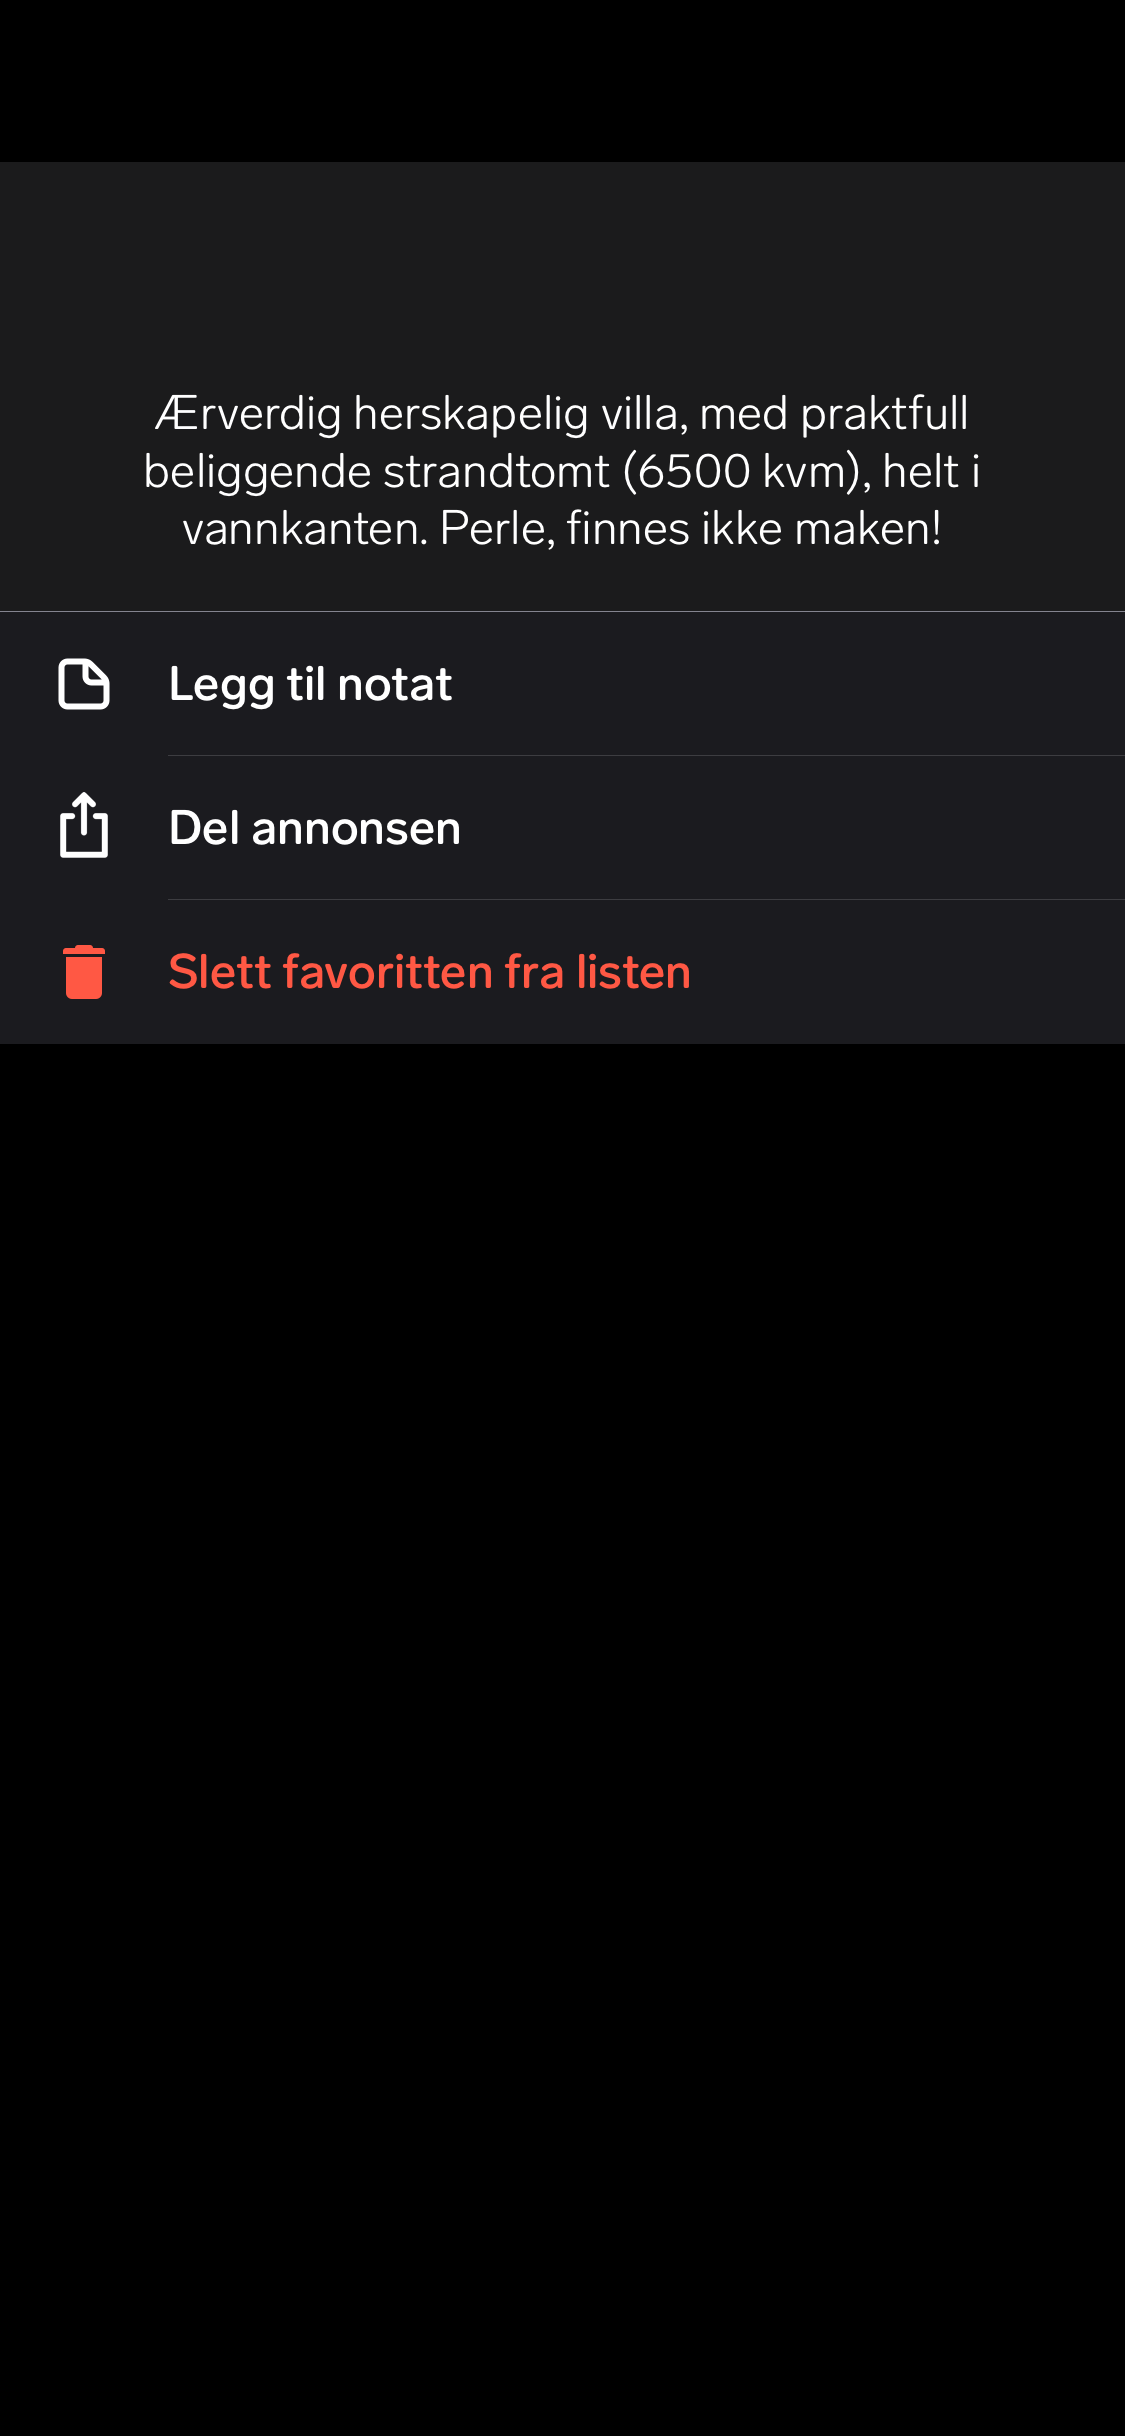 Ærverdig herskapelig villa, med praktfull
beliggende strandtomt (6500 kvm), helt i
vannkanten. Perle, finnes ikke maken!
Legg til notat
Del annonsen
Slett favoritten fra listen